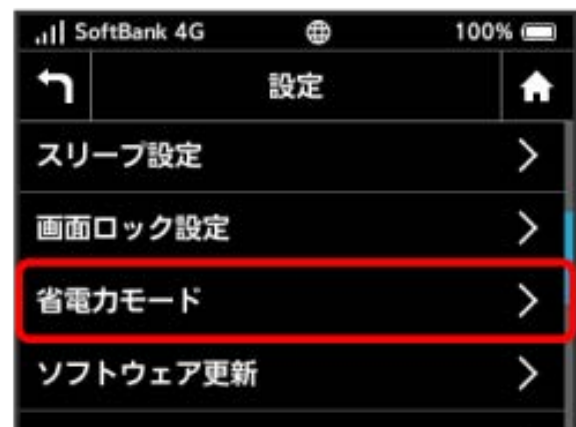 SoftBank 4G 100%
設定
スリープ設定
画面ロック設定
省電力モード
ソフトウェア更新